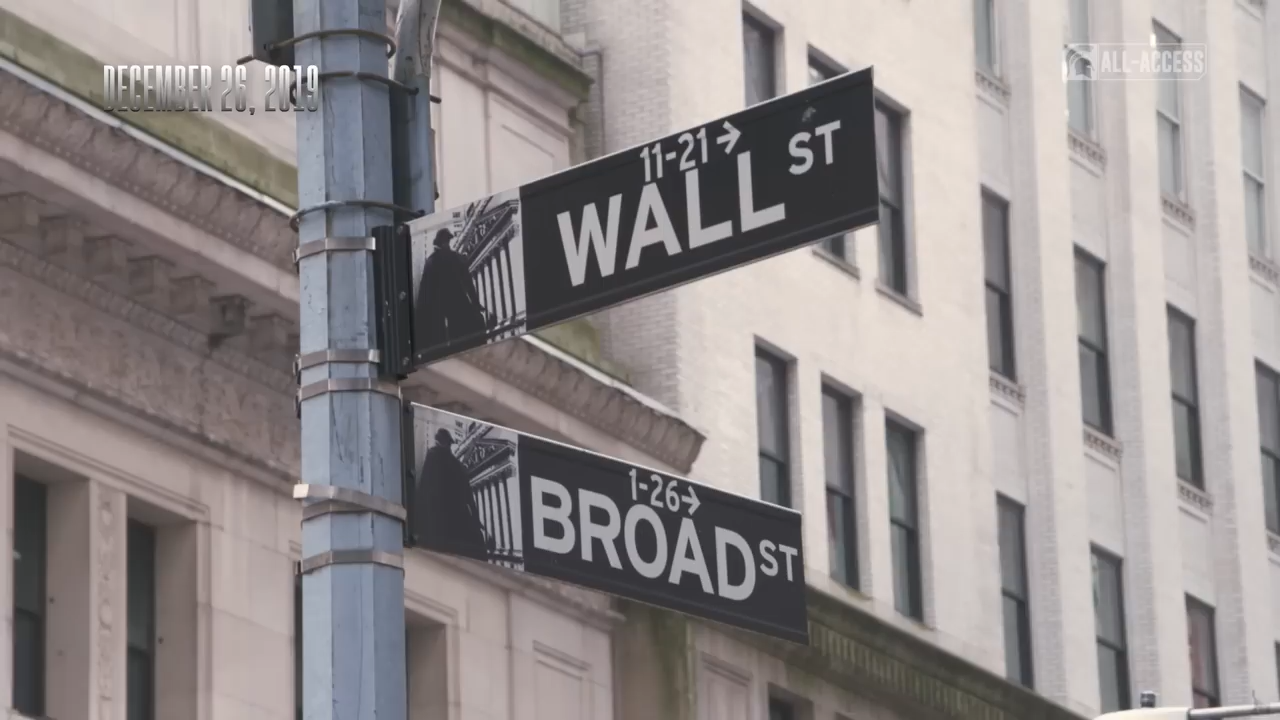 DECEMBER 26, 2019
ALL-ACCESS
11-21→
WALL ST
1-26→
BROAD ST